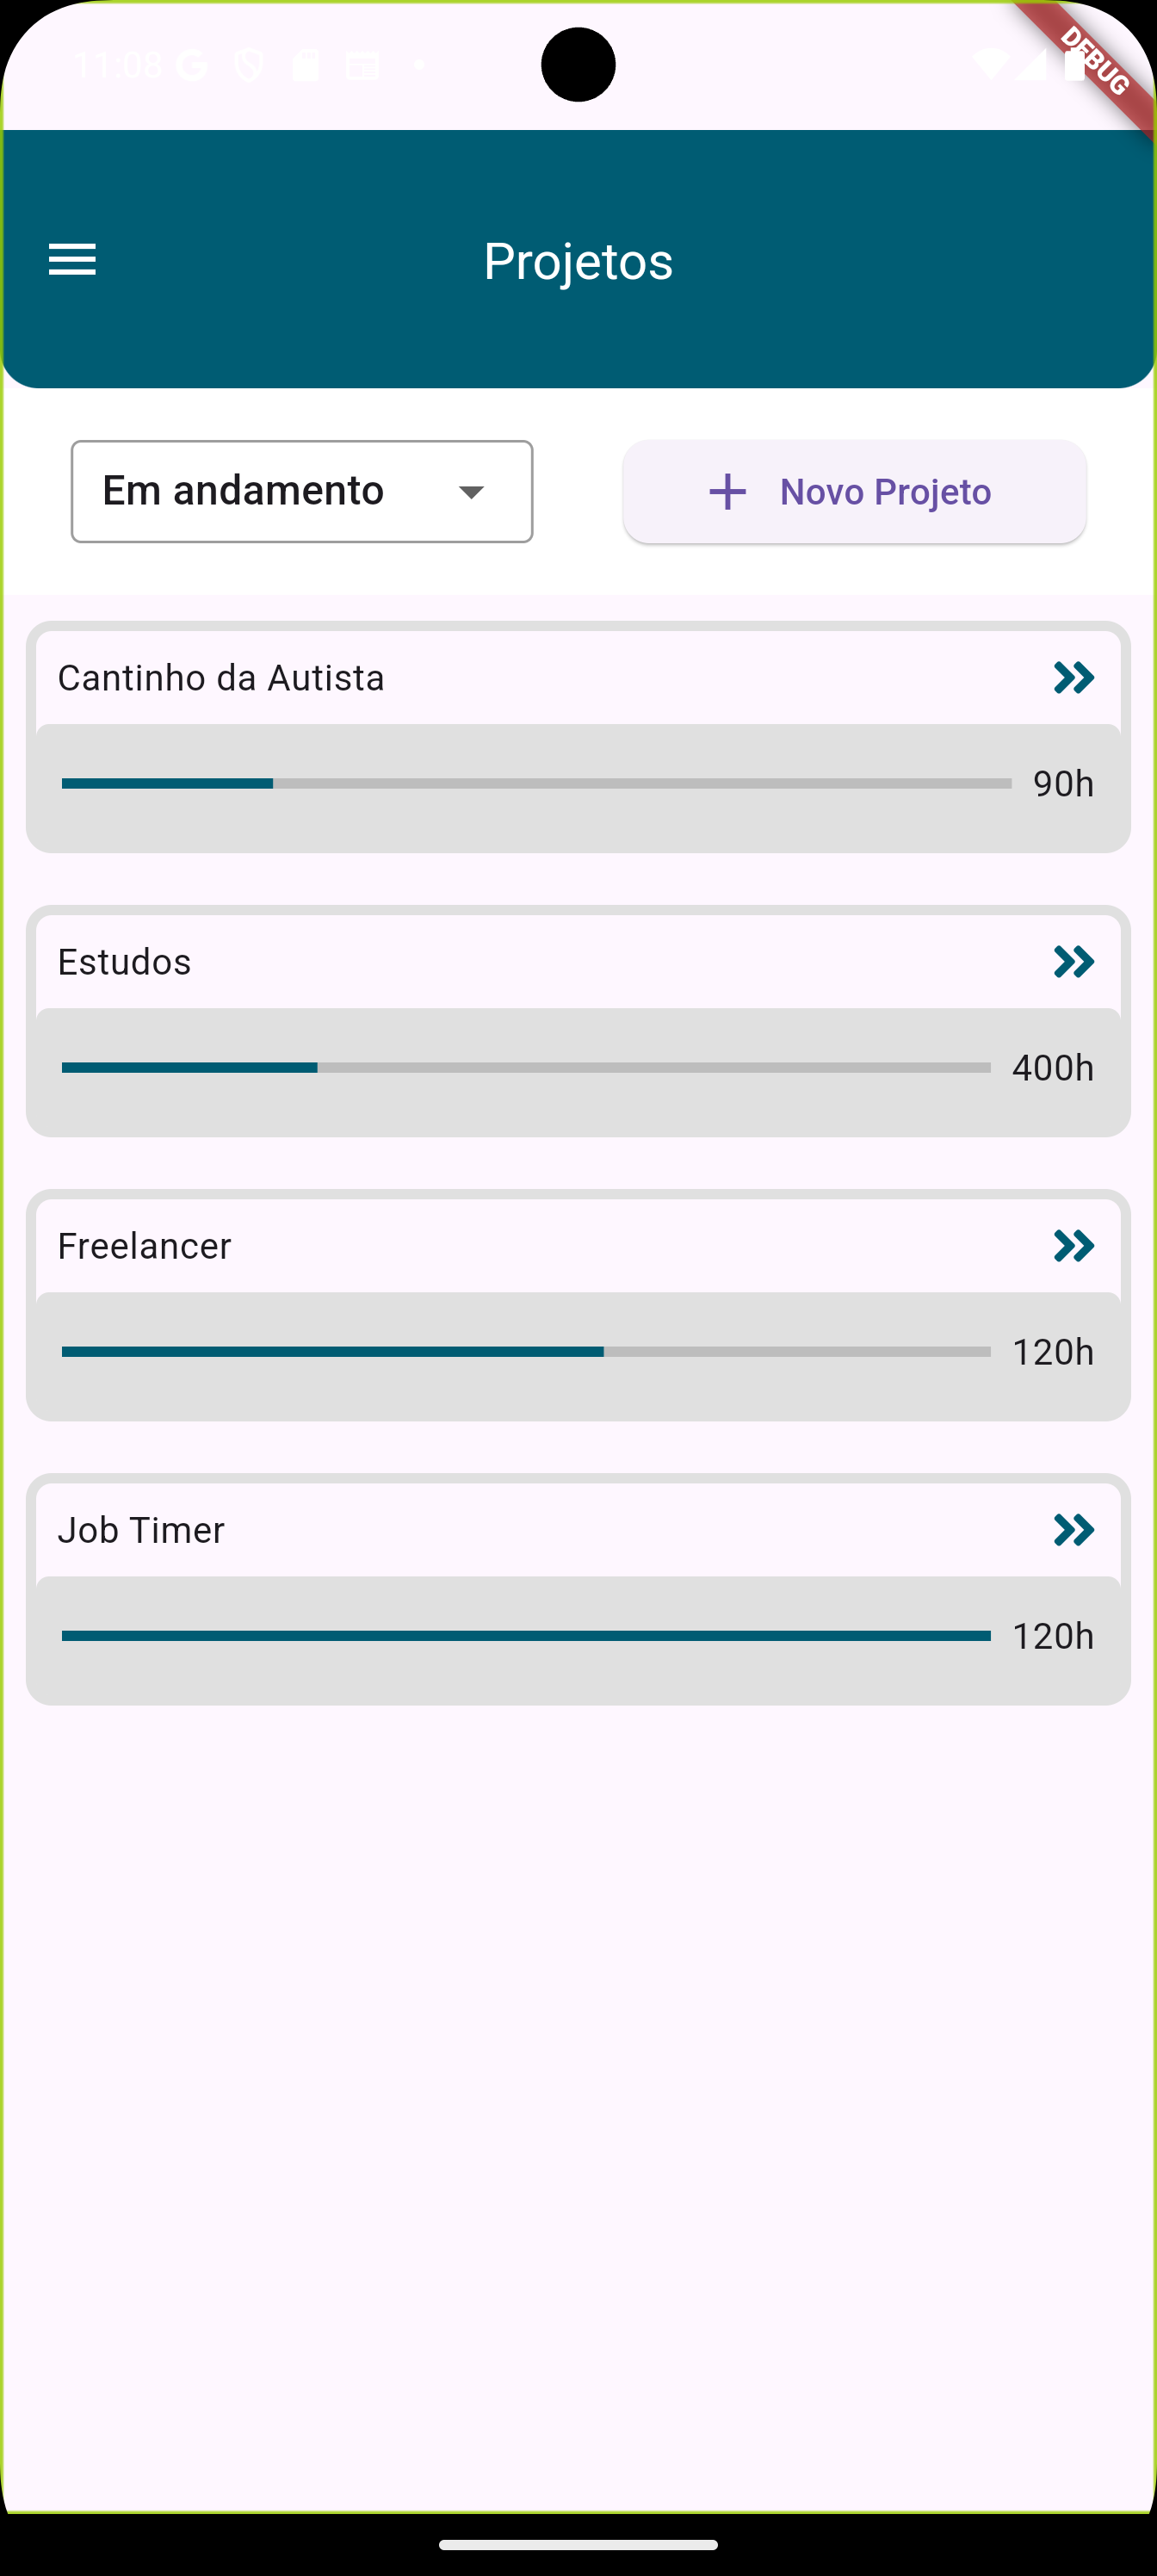 11:08
DEBUG
Projetos
Em andamento
Novo Projeto
Cantinho da Autista
90h
Estudos
400h
Freelancer
120h
Job Timer
120h